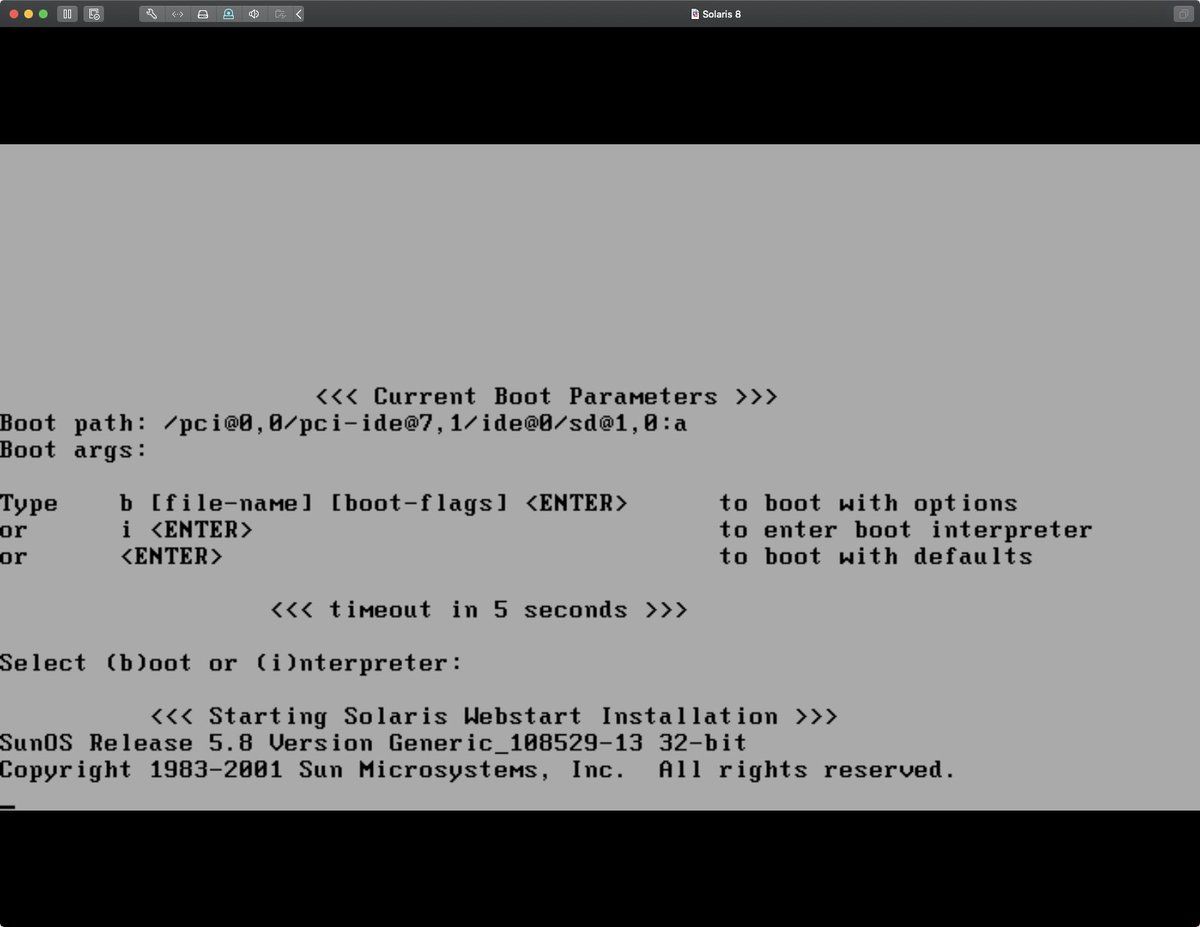 Solaris 8
<<< Current Boot Parameters >>>
Boot path: /pci@0,0/pci-ide@7,1/ide@0/sd@1,0:a
Boot args:
Type    b [file-name] [boot-flags] <ENTER>      to boot with options
or      i <ENTER>                               to enter boot interpreter
or      <ENTER>                                 to boot with defaults
<<< timeout in 5 seconds >>>
Select (b)oot or (i)nterpreter:
<<< Starting Solaris Webstart Installation >>>
SunOS Release 5.8 Version Generic_108529-13 32-bit
Copyright 1983-2001 Sun Microsystems, Inc.  All rights reserved.